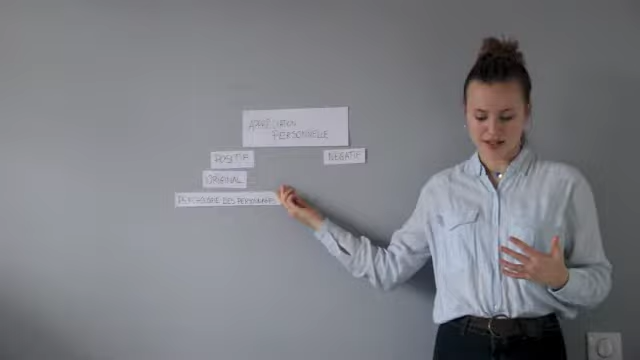 APPRÉCIATION
PERSONNELLE
POSITIF
NÉGATIF
ORIGINAL
PSYCHOLOGIE DES PERSONNAGES